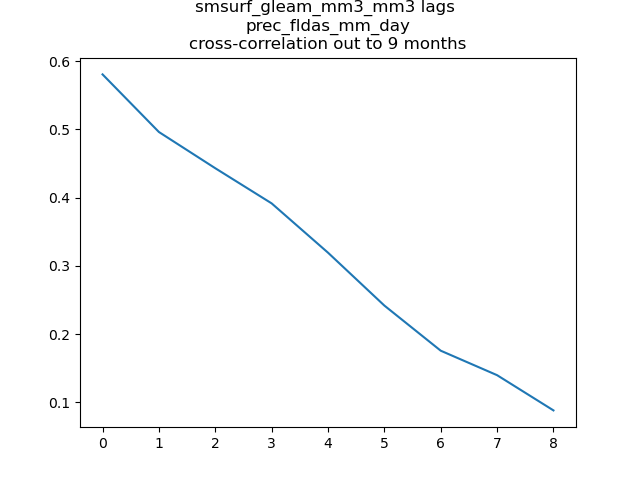 smsurf_gleam_mm3_mm3 lags
prec_fldas_mm_day
cross-correlation out to 9 months
0.6
0.5
0.4
0.3
0.2
0.1
0 1 2 3 4 5 6 7 8